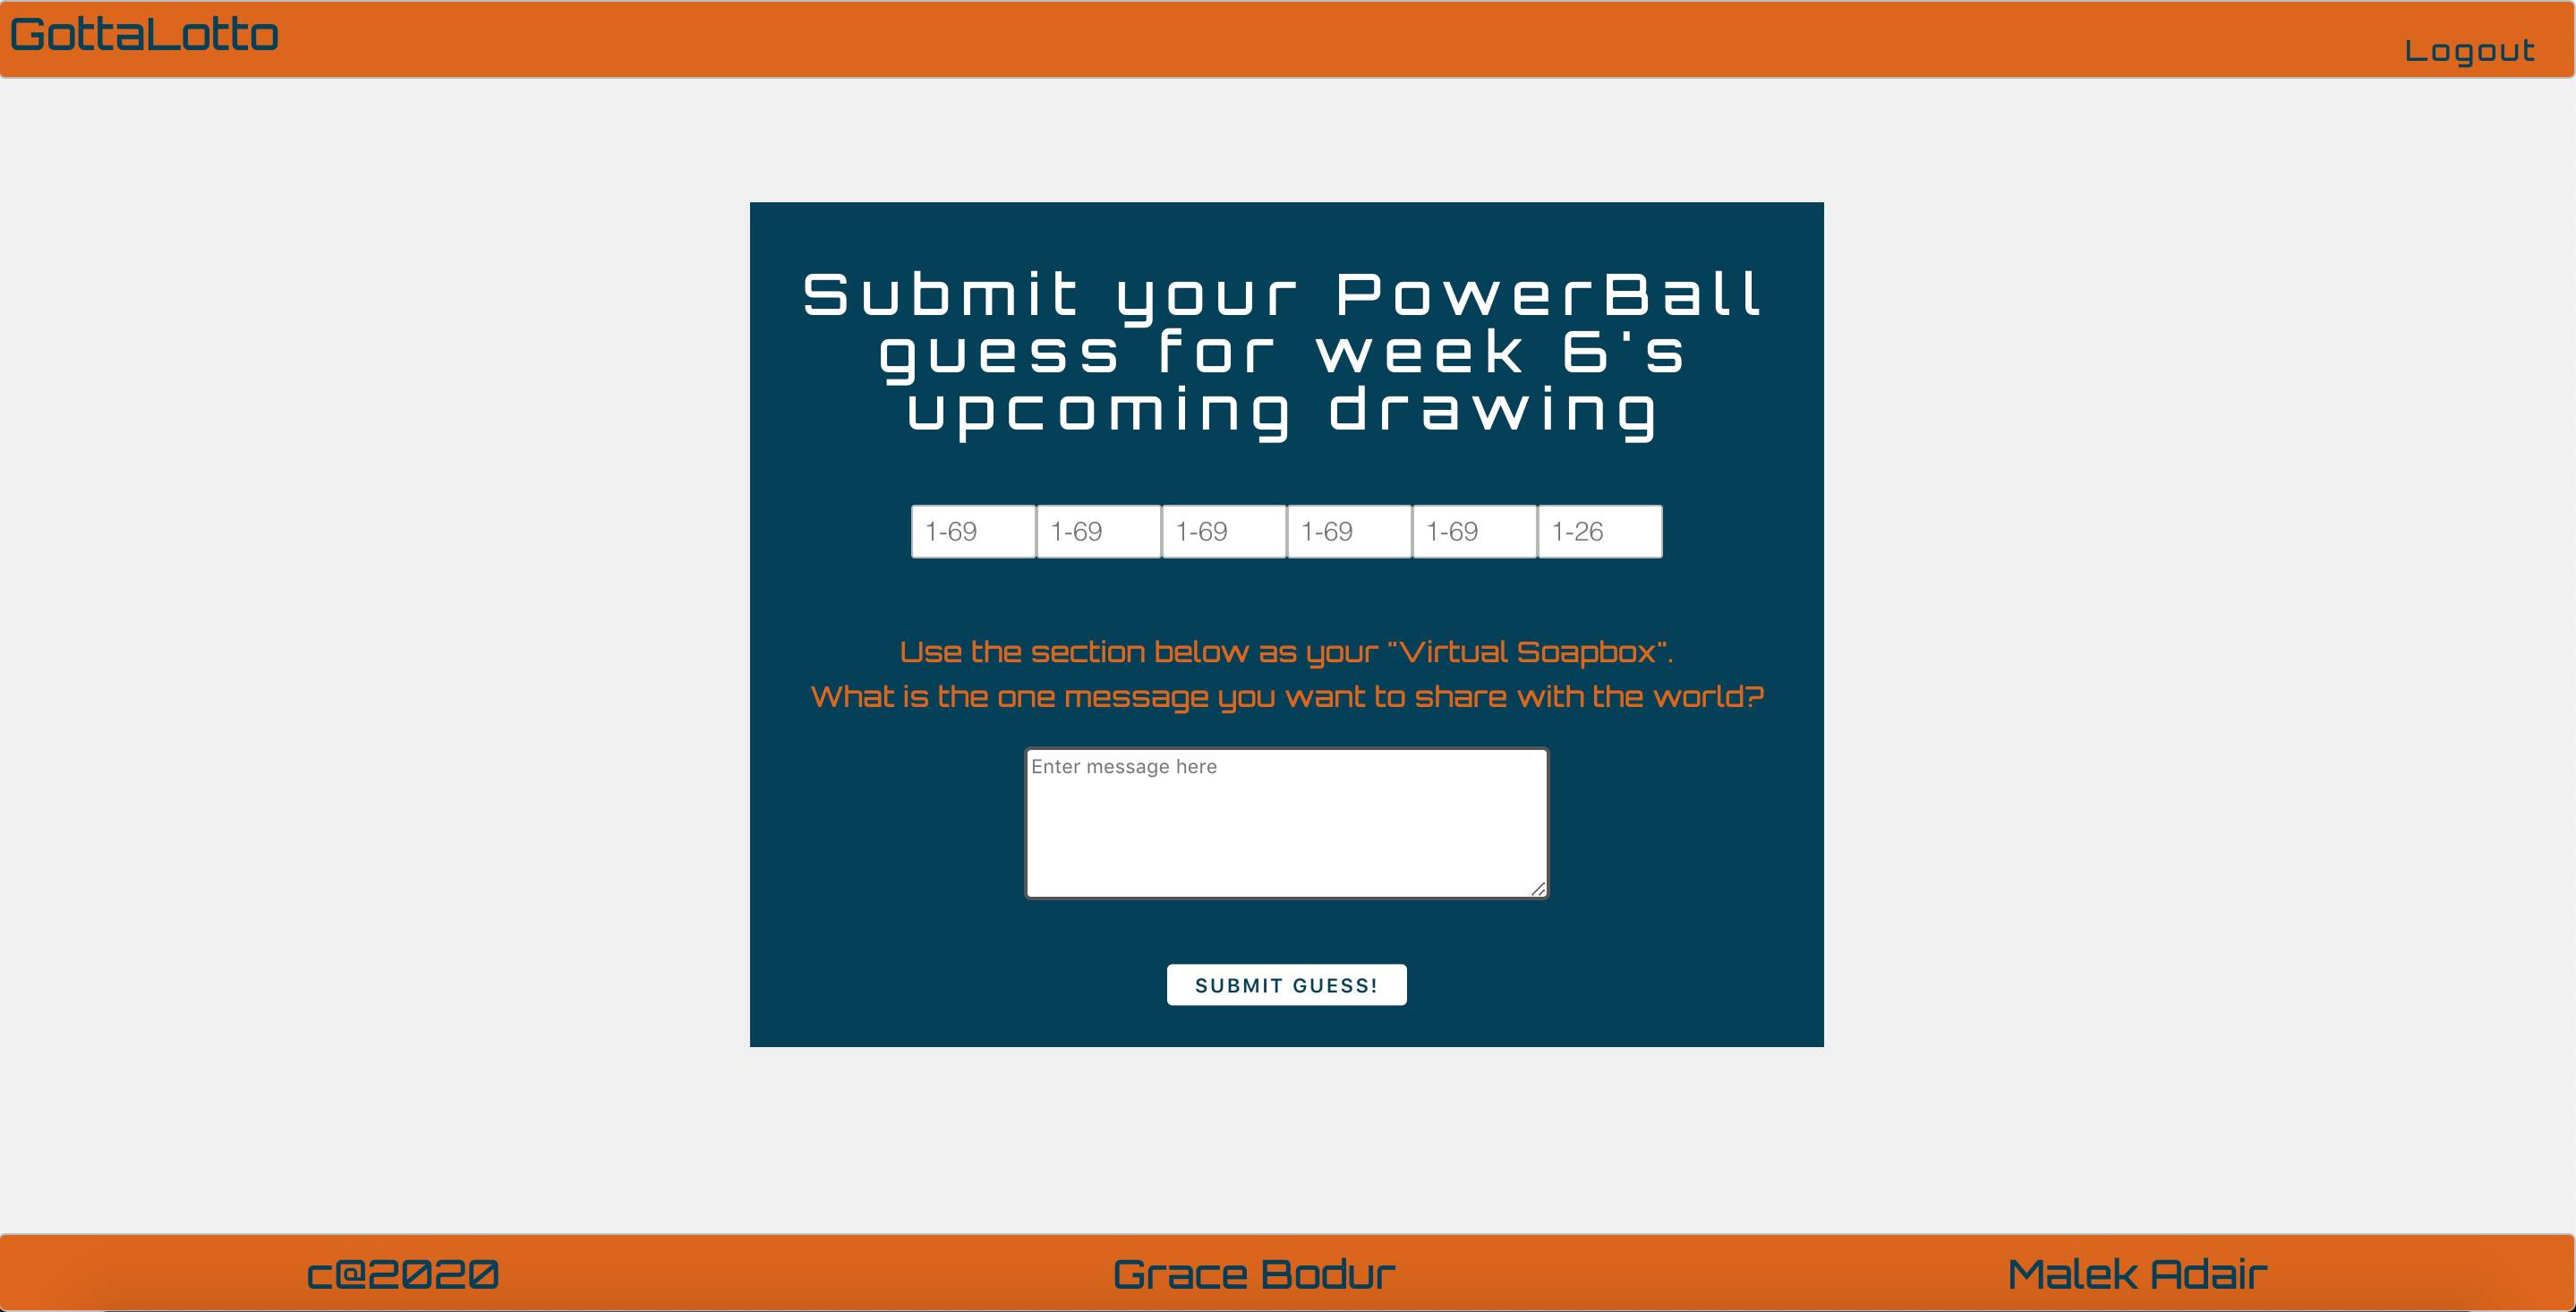 GottaLotto
Logout
Submit your PowerBall
guess for week 6's
upcoming drawing
1-69 1-69 1-69 1-69 1-69 1-26
Use the section below as your "Virtual Soapbox".
What is the one message you want to share with the world?
Enter message here
SUBMIT GUESS!
c@2020 Grace Bodur Malek Adair